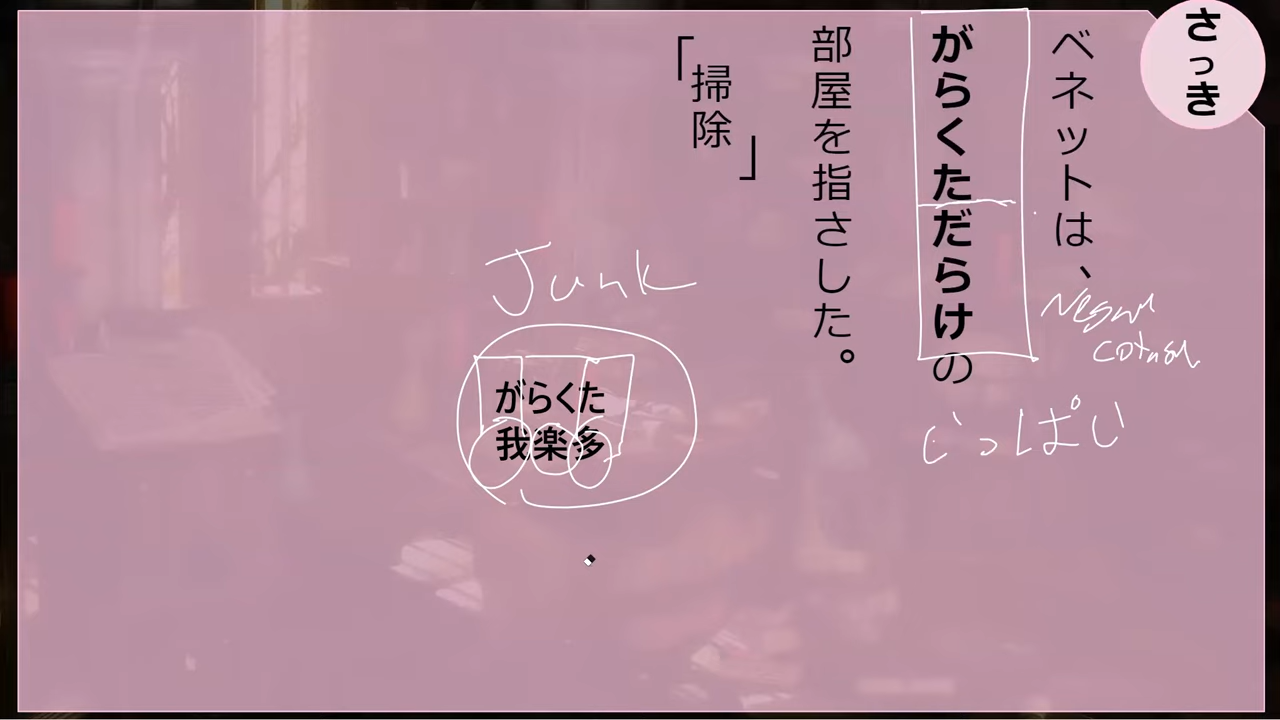 さっき
ベネットは、
がらくただらけの
部屋を指さした。
「掃除」
Junk
がらくた
我楽多
いっぱい